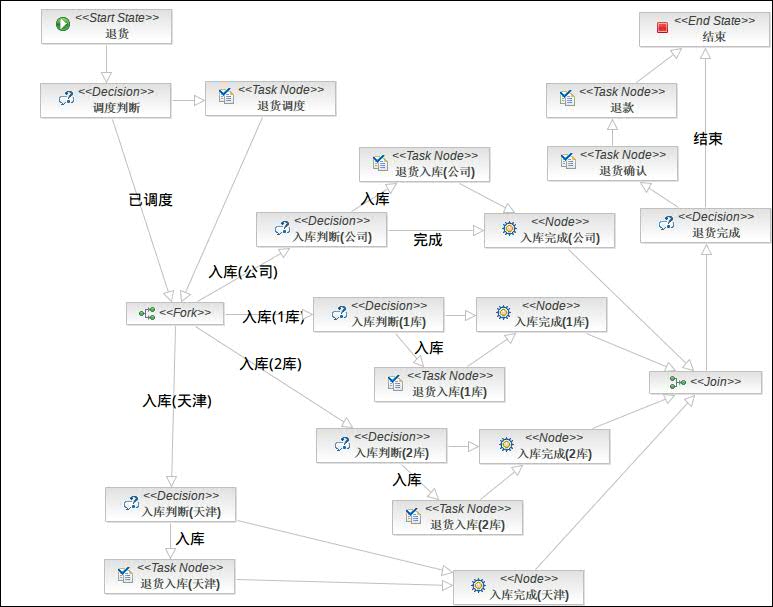 <<Start State>>
退货
<<End State>>
结束
<<Decision>>
调度判断
<<Task Node>>
退货调度
<<Task Node>>
退款
结束
<<Task Node>>
退货确认
<<Task Node>>
退货入库(公司)
已调度
入库
<<Decision>>
入库判断(公司)
完成
<<Node>>
入库完成(公司)
<<Decision>>
退货完成
入库(公司)
<<Fork>>
入库(1库)
<<Decision>>
入库判断(1库)
<<Node>>
入库完成(1库)
入库
入库(2库)
<<Task Node>>
退货入库(1库)
<<Join>>
入库(天津)
<<Decision>>
入库判断(2库)
<<Node>>
入库完成(2库)
入库
<<Task Node>>
退货入库(2库)
<<Decision>>
入库判断(天津)
入库
<<Task Node>>
退货入库(天津)
<<Node>>
入库完成(天津)